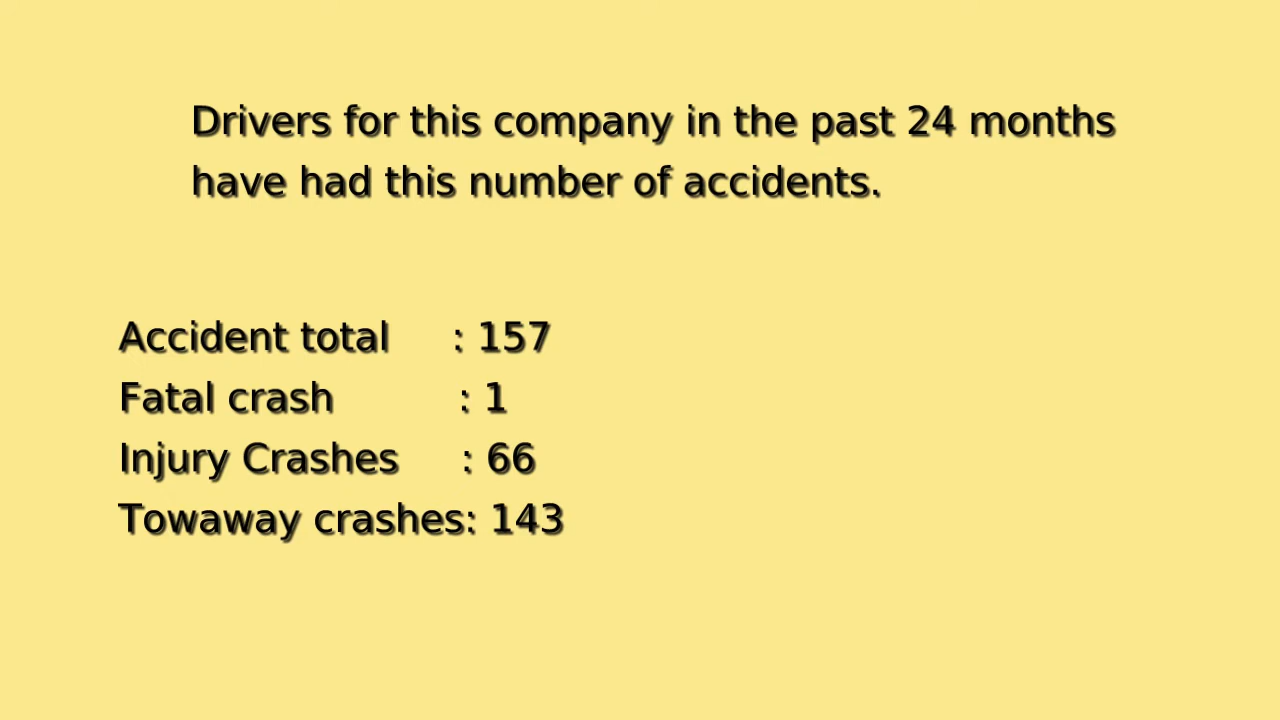 Drivers for this company in the past 24 months
have had this number of accidents.
Accident total : 157
Fatal crash : 1
Injury Crashes : 66
Towaway crashes: 143